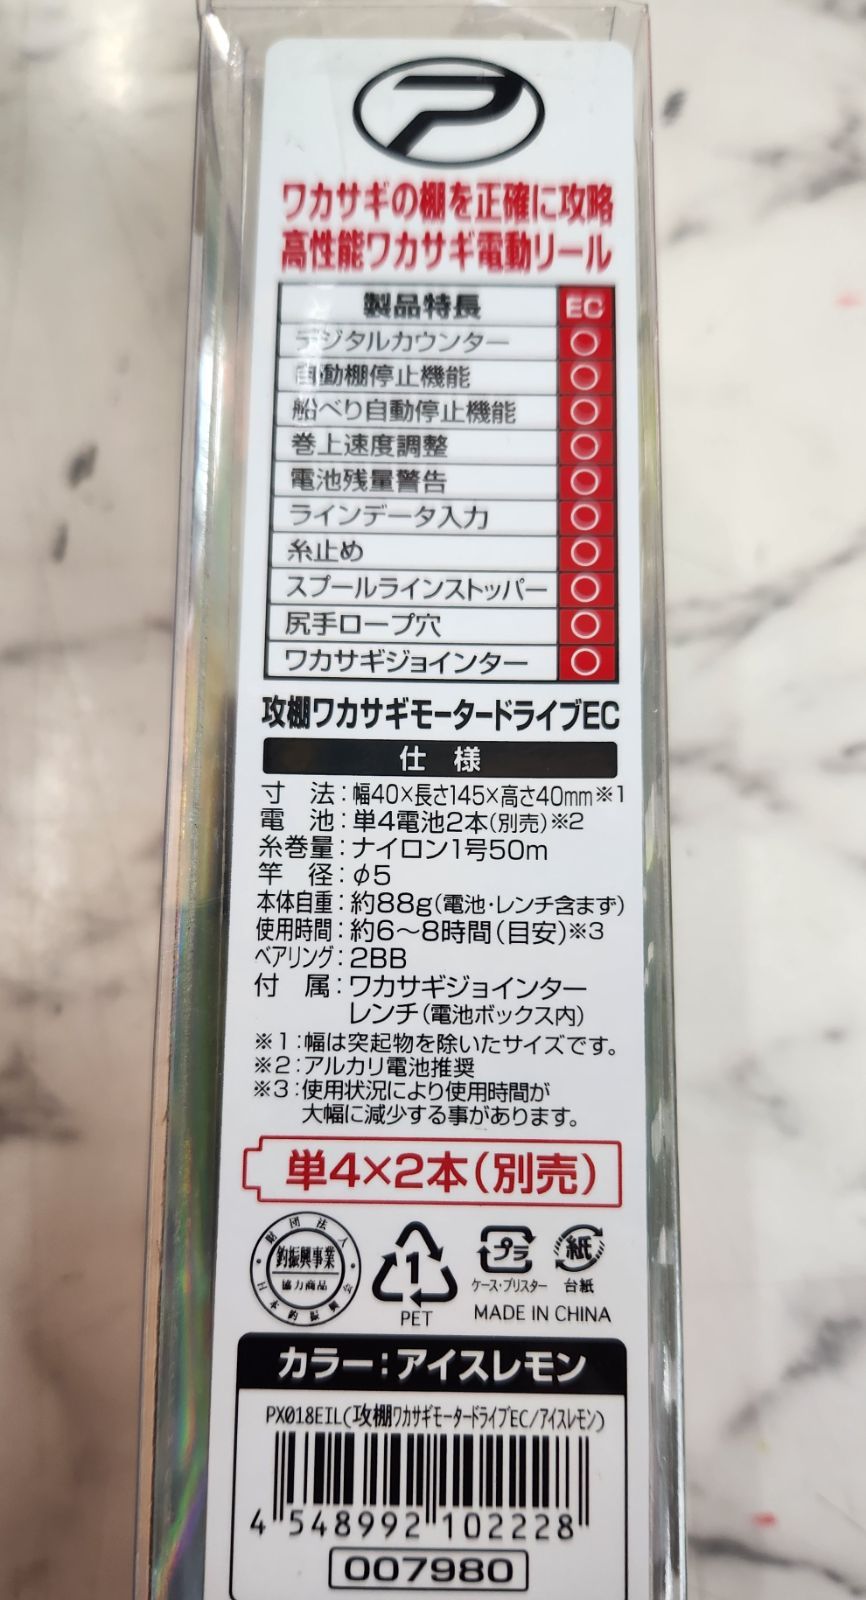 P
ワカサギの棚を正確に攻略
高性能ワカサギ電動リール
製品特長 EC
デジタルカウンター ○
自動棚停止機能 ○
船べり自動停止機能 ○
巻上速度調整 ○
電池残量警告 ○
ラインデータ入力 ○
糸止め ○
スプールラインストッパー ○
尻手ロープ穴 ○
ワカサギジョインター ○
攻棚ワカサギモータードライブEC
仕様
寸法:幅40×長さ145×高さ40mm※1
電池:単4電池2本(別売)※2
糸巻量:ナイロン1号50m
竿径:φ5
本体自重:約88g(電池・レンチ含まず)
使用時間:約6〜8時間(目安)※3
ベアリング:2BB
付属:ワカサギジョインター
レンチ(電池ボックス内)
※1:幅は突起物を除いたサイズです。
※2:アルカリ電池推奨
※3:使用状況により使用時間が
大幅に減少する事があります。
単4×2本(別売)
財団法人
釣振興事業
協力商品
1
PET
プラ
ケース・ブリスター
紙
台紙
MADE IN CHINA
カラー:アイスレモン
PX018EIL(攻棚ワカサギモータードライブEC/アイスレモン)
4 548992 102228
007980